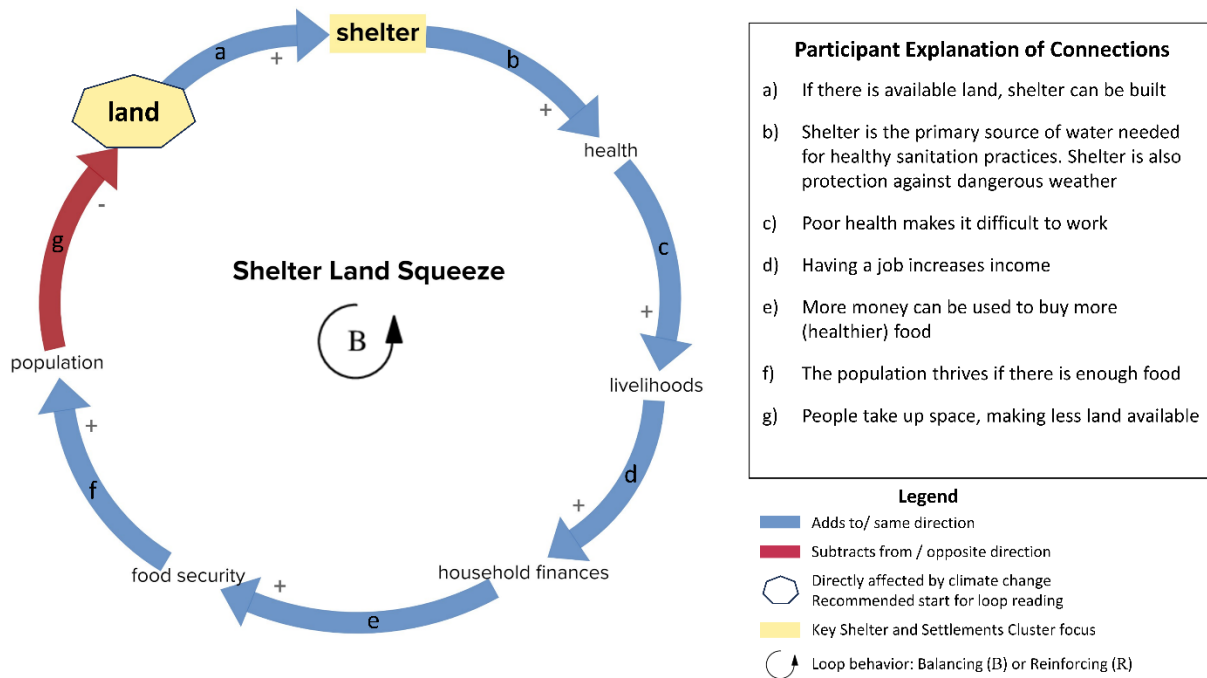 a
+
shelter
b
+
health
c
+
livelihoods
d
+
household finances
e
+
food security
f
+
population
g
-
land
Shelter Land Squeeze
B
Participant Explanation of Connections
a) If there is available land, shelter can be built
b) Shelter is the primary source of water needed
for healthy sanitation practices. Shelter is also
protection against dangerous weather
c) Poor health makes it difficult to work
d) Having a job increases income
e) More money can be used to buy more
(healthier) food
f) The population thrives if there is enough food
g) People take up space, making less land available
Legend
Adds to/ same direction
Subtracts from / opposite direction
Directly affected by climate change
Recommended start for loop reading
Key Shelter and Settlements Cluster focus
Loop behavior: Balancing (B) or Reinforcing (R)